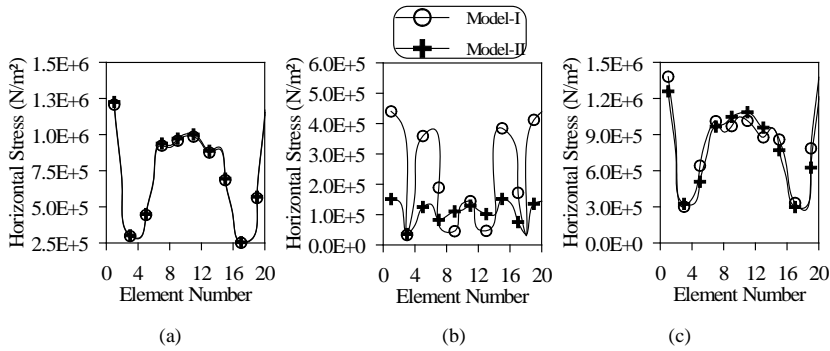 Model-I
Model-II
Horizontal Stress (N/m²)
1.5E+6
1.3E+6
1.0E+6
7.5E+5
5.0E+5
2.5E+5
0 4 8 12 16 20
Element Number
(a)
Horizontal Stress (N/m²)
6.0E+5
5.0E+5
4.0E+5
3.0E+5
2.0E+5
1.0E+5
0.0E+0
0 4 8 12 16 20
Element Number
(b)
Horizontal Stress (N/m²)
1.5E+6
1.2E+6
9.0E+5
6.0E+5
3.0E+5
0.0E+0
0 4 8 12 16 20
Element Number
(c)